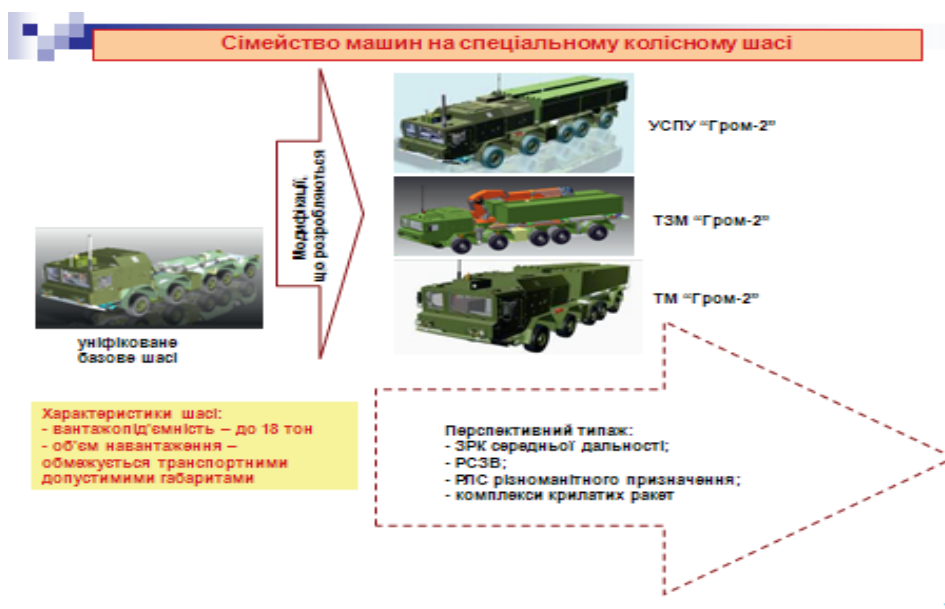 Сімейство машин на спеціальному колісному шасі
Модифікації,
що розробляються
УСПУ “Гром-2”
ТЗМ “Гром-2”
ТМ “Гром-2”
уніфіковане
базове шасі
Характеристики шасі:
- вантажопід’ємність – до 18 тон
- об’єм навантаження –
обмежується транспортними
допустимими габаритами
Перспективний типаж:
- ЗРК середньої дальності;
- РСЗВ;
- РЛС різноманітного призначення;
- комплекси крилатих ракет